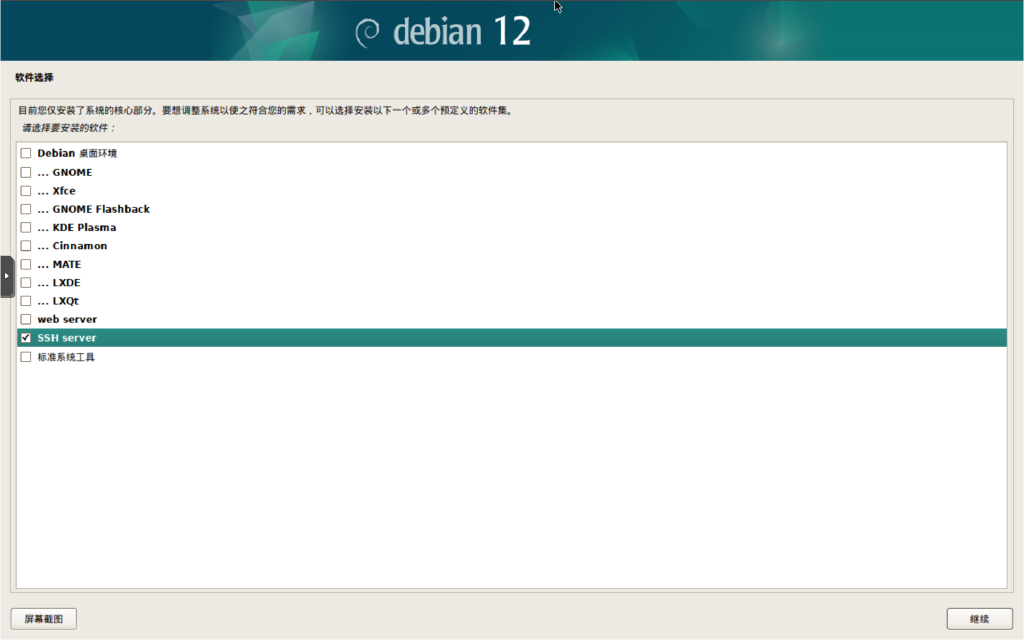 debian 12
软件选择
目前您仅安装了系统的核心部分。要想调整系统以便之符合您的需求，可以选择安装以下一个或多个预定义的软件集。
请选择要安装的软件：
Debian 桌面环境
... GNOME
... Xfce
... GNOME Flashback
... KDE Plasma
... Cinnamon
... MATE
... LXDE
... LXQt
web server
SSH server
标准系统工具
屏幕截图
继续